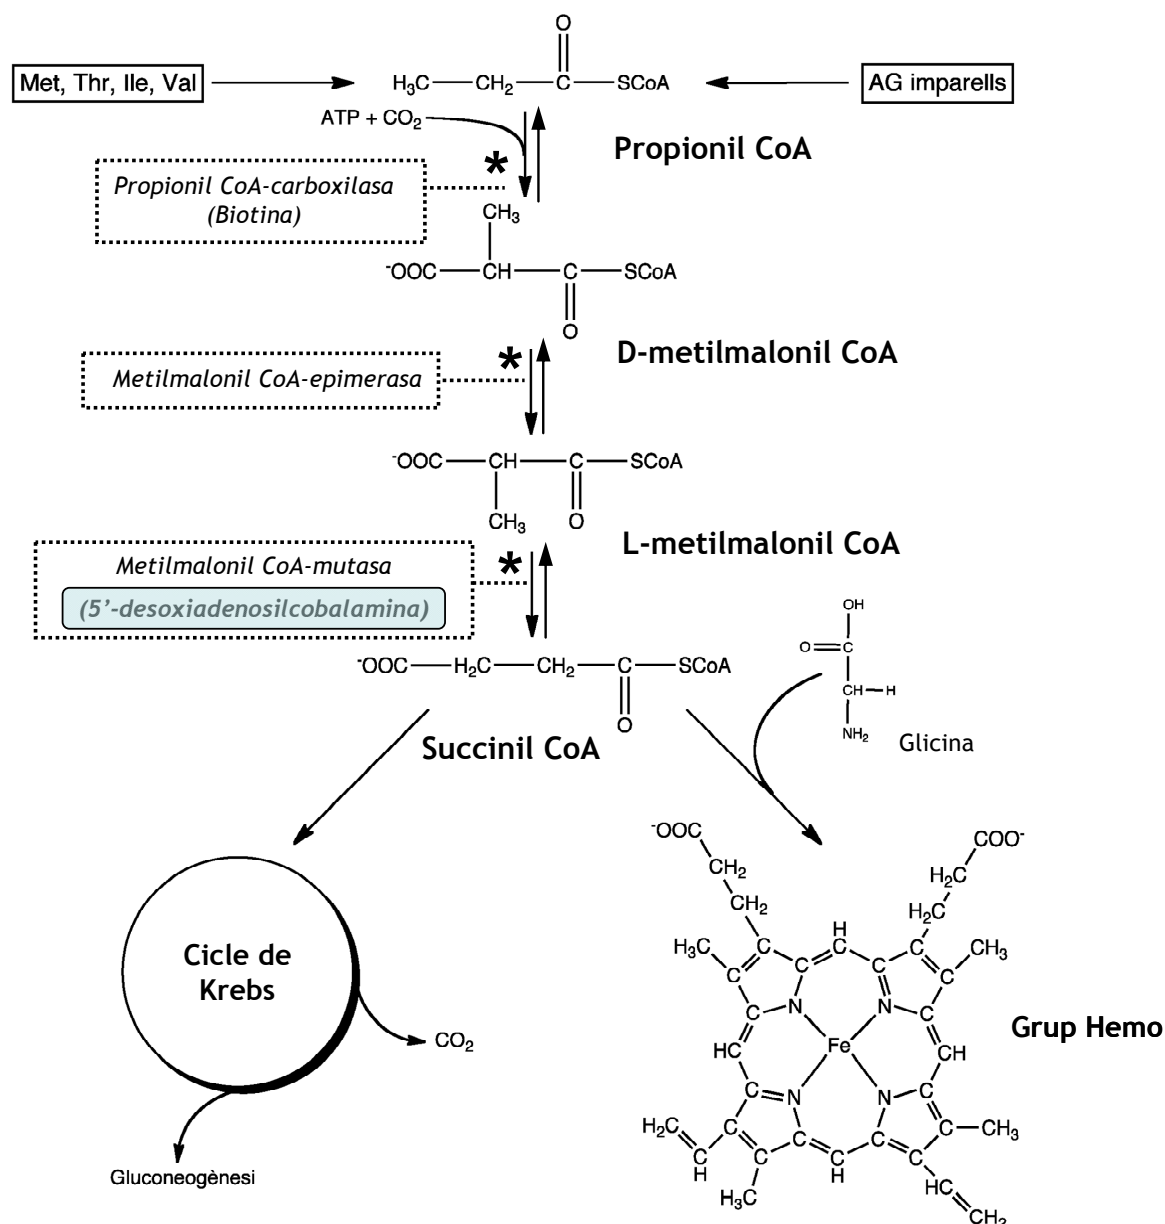 O
Met, Thr, Ile, Val
H₃C CH₂ C SCoA
AG imparells
ATP + CO₂
Propionil CoA
*
Propionil CoA-carboxilasa
(Biotina)
CH₃
⁻OOC CH C SCoA
O
D-metilmalonil CoA
*
Metilmalonil CoA-epimerasa
⁻OOC CH C SCoA
CH₃ O
L-metilmalonil CoA
*
Metilmalonil CoA-mutasa
(5’-desoxiadenosilcobalamina)
⁻OOC H₂C CH₂ C SCoA
O
Succinil CoA
OH
O C
CH H
NH₂
Glicina
Cicle de
Krebs
CO₂
Gluconeogènesi
⁻OOC COO⁻
CH₂ H₂C
CH₂ H₂C
H
H₃C C C C CH₃
C C C C
C N N C
HC Fe CH
Grup Hemo
C N N C
H₂C C C C C C CH₃
C C C C
H H HC
H₃C CH₂